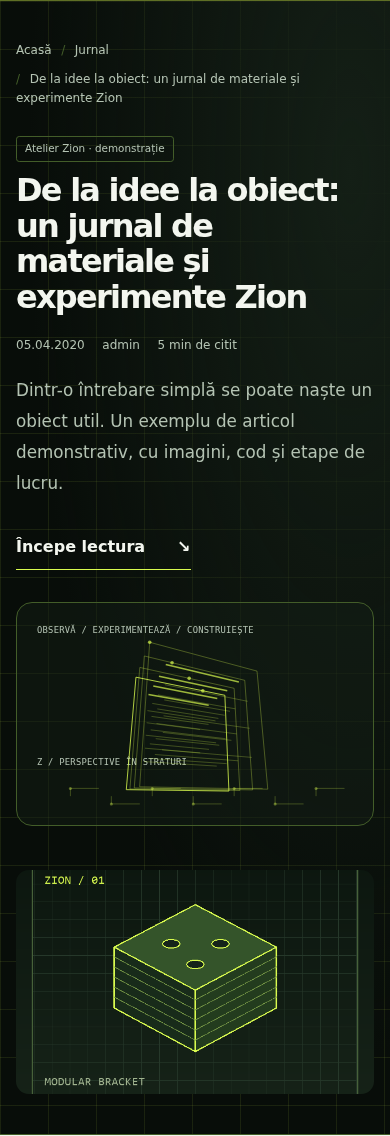 Acasă / Jurnal
/ De la idee la obiect: un jurnal de materiale și
experimente Zion
Atelier Zion · demonstrație
De la idee la obiect:
un jurnal de
materiale și
experimente Zion
05.04.2020 admin 5 min de citit
Dintr-o întrebare simplă se poate naște un
obiect util. Un exemplu de articol
demonstrativ, cu imagini, cod și etape de
lucru.
Începe lectura ↘
OBSERVĂ / EXPERIMENTEAZĂ / CONSTRUIEȘTE
Z / PERSPECTIVE ÎN STRATURI
ZION / 01
MODULAR BRACKET